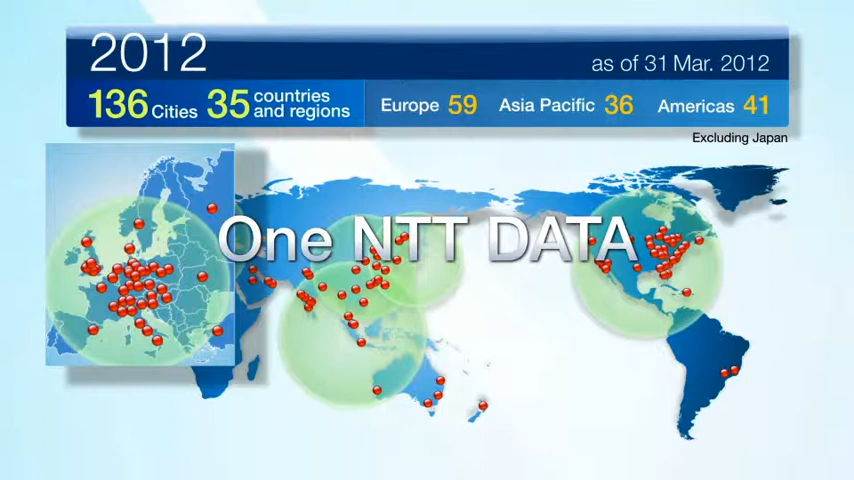 2012
as of 31 Mar. 2012
136 Cities 35 countries and regions
Europe 59 Asia Pacific 36 Americas 41
Excluding Japan
One NTT DATA